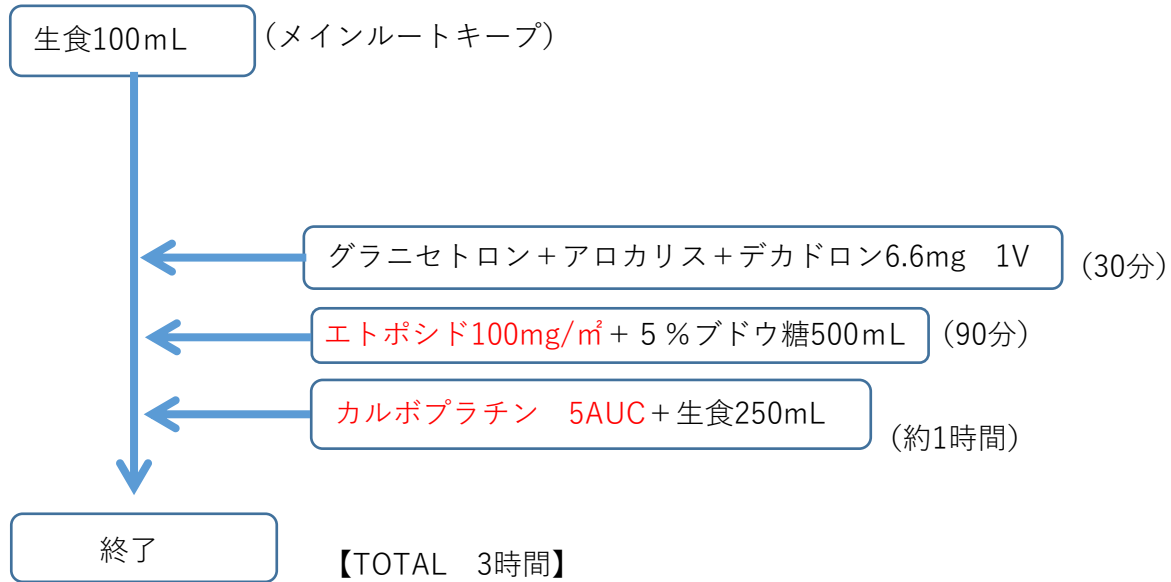 生食100mL （メインルートキープ）
グラニセトロン＋アロカリス＋デカドロン6.6mg　1V （30分）
エトポシド100mg/㎡＋５％ブドウ糖500mL （90分）
カルボプラチン　5AUC＋生食250mL （約1時間）
終了 【TOTAL　3時間】